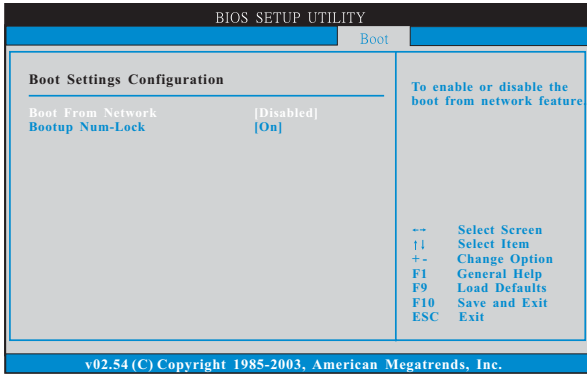 BIOS SETUP UTILITY
Boot
Boot Settings Configuration
Boot From Network [Disabled]
Bootup Num-Lock [On]
To enable or disable the
boot from network feature.
←→ Select Screen
↑↓ Select Item
+ - Change Option
F1 General Help
F9 Load Defaults
F10 Save and Exit
ESC Exit
v02.54 (C) Copyright 1985-2003, American Megatrends, Inc.